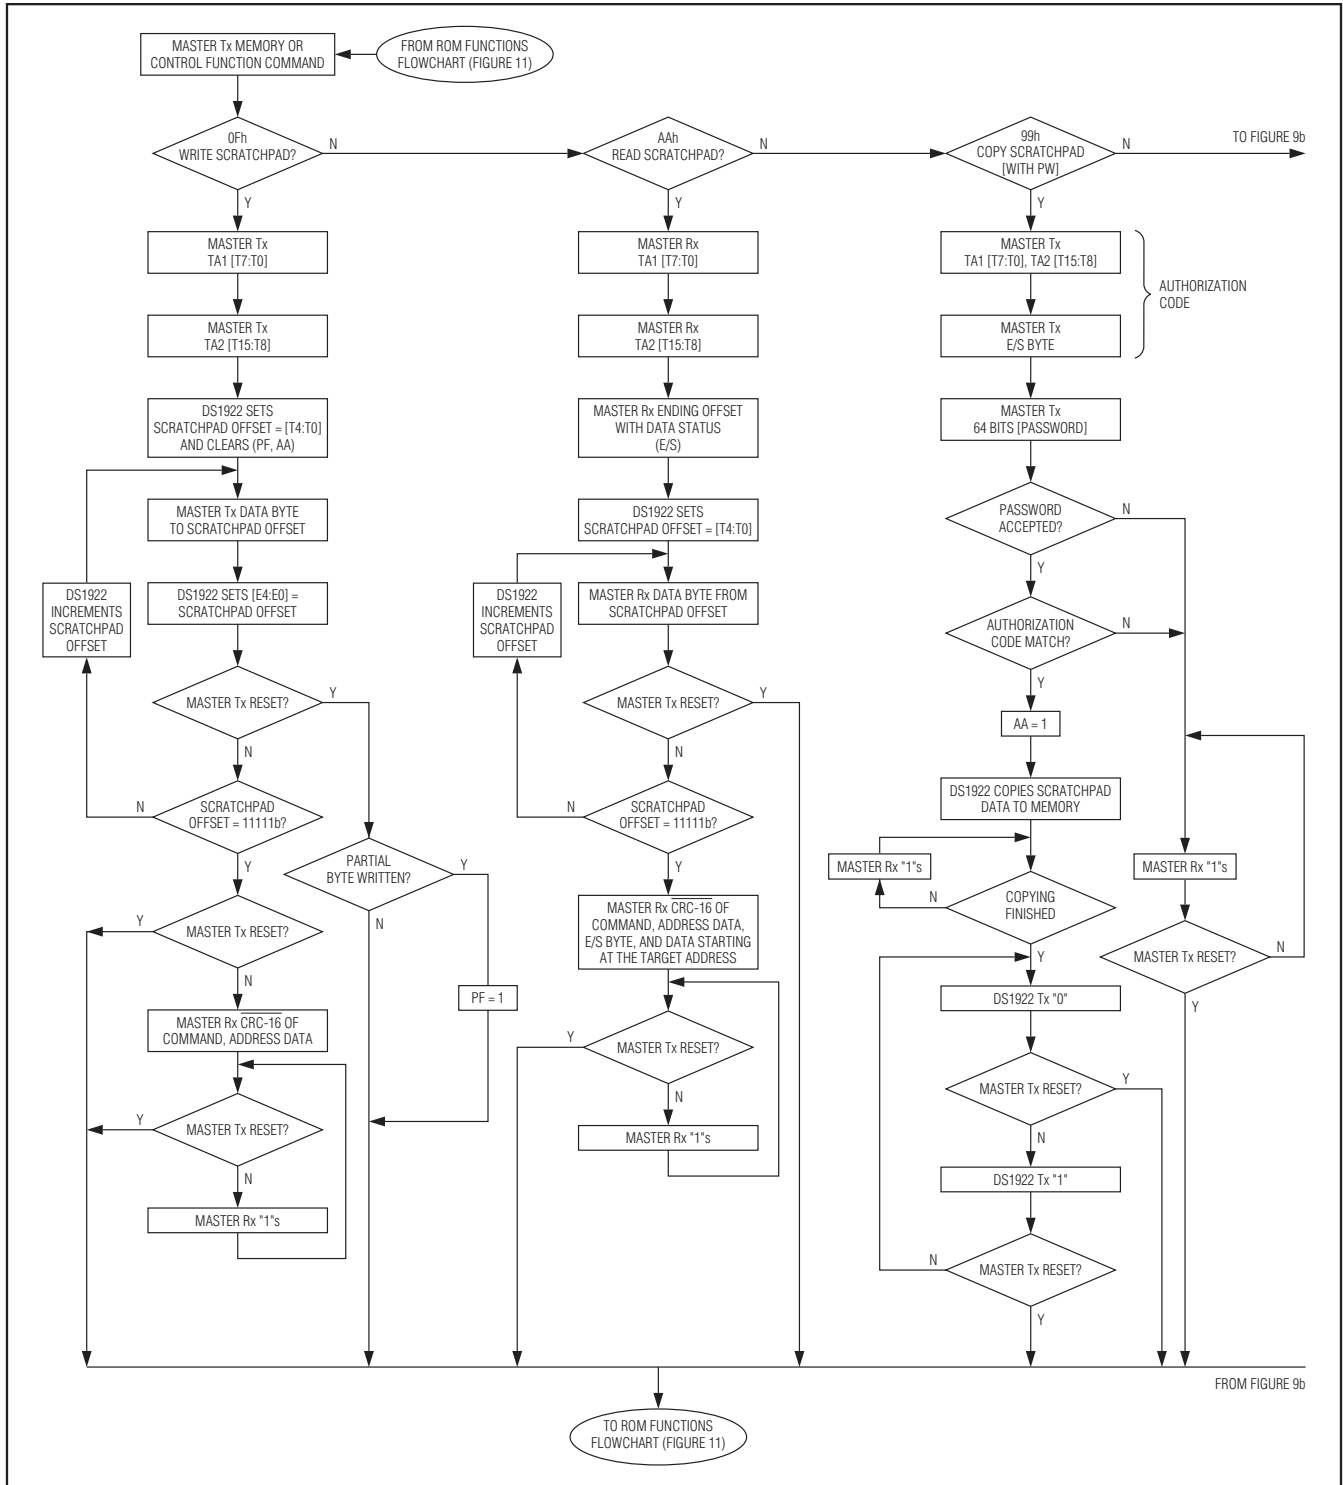 MASTER Tx MEMORY OR
CONTROL FUNCTION COMMAND
FROM ROM FUNCTIONS
FLOWCHART (FIGURE 11)
0Fh
WRITE SCRATCHPAD?
N
Y
MASTER Tx
TA1 [T7:T0]
MASTER Tx
TA2 [T15:T8]
DS1922 SETS
SCRATCHPAD OFFSET = [T4:T0]
AND CLEARS (PF, AA)
MASTER Tx DATA BYTE
TO SCRATCHPAD OFFSET
DS1922
INCREMENTS
SCRATCHPAD
OFFSET
DS1922 SETS [E4:E0] =
SCRATCHPAD OFFSET
MASTER Tx RESET?
Y
N
SCRATCHPAD
OFFSET = 11111b?
N
Y
PARTIAL
BYTE WRITTEN?
Y
N
PF = 1
MASTER Tx RESET?
Y
N
MASTER Rx CRC-16 OF
COMMAND, ADDRESS DATA
MASTER Tx RESET?
Y
N
MASTER Rx "1"s
AAh
READ SCRATCHPAD?
N
Y
MASTER Rx
TA1 [T7:T0]
MASTER Rx
TA2 [T15:T8]
MASTER Rx ENDING OFFSET
WITH DATA STATUS
(E/S)
DS1922 SETS
SCRATCHPAD OFFSET = [T4:T0]
DS1922
INCREMENTS
SCRATCHPAD
OFFSET
MASTER Rx DATA BYTE FROM
SCRATCHPAD OFFSET
MASTER Tx RESET?
Y
N
SCRATCHPAD
OFFSET = 11111b?
N
Y
MASTER Rx CRC-16 OF
COMMAND, ADDRESS DATA,
E/S BYTE, AND DATA STARTING
AT THE TARGET ADDRESS
MASTER Tx RESET?
Y
N
MASTER Rx "1"s
99h
COPY SCRATCHPAD
[WITH PW]
N
Y
TO FIGURE 9b
MASTER Tx
TA1 [T7:T0], TA2 [T15:T8]
MASTER Tx
E/S BYTE
AUTHORIZATION
CODE
MASTER Tx
64 BITS [PASSWORD]
PASSWORD
ACCEPTED?
N
Y
AUTHORIZATION
CODE MATCH?
N
Y
AA = 1
DS1922 COPIES SCRATCHPAD
DATA TO MEMORY
MASTER Rx "1"s
COPYING
FINISHED
N
Y
MASTER Rx "1"s
MASTER Tx RESET?
N
Y
DS1922 Tx "0"
MASTER Tx RESET?
Y
N
DS1922 Tx "1"
MASTER Tx RESET?
N
Y
FROM FIGURE 9b
TO ROM FUNCTIONS
FLOWCHART (FIGURE 11)